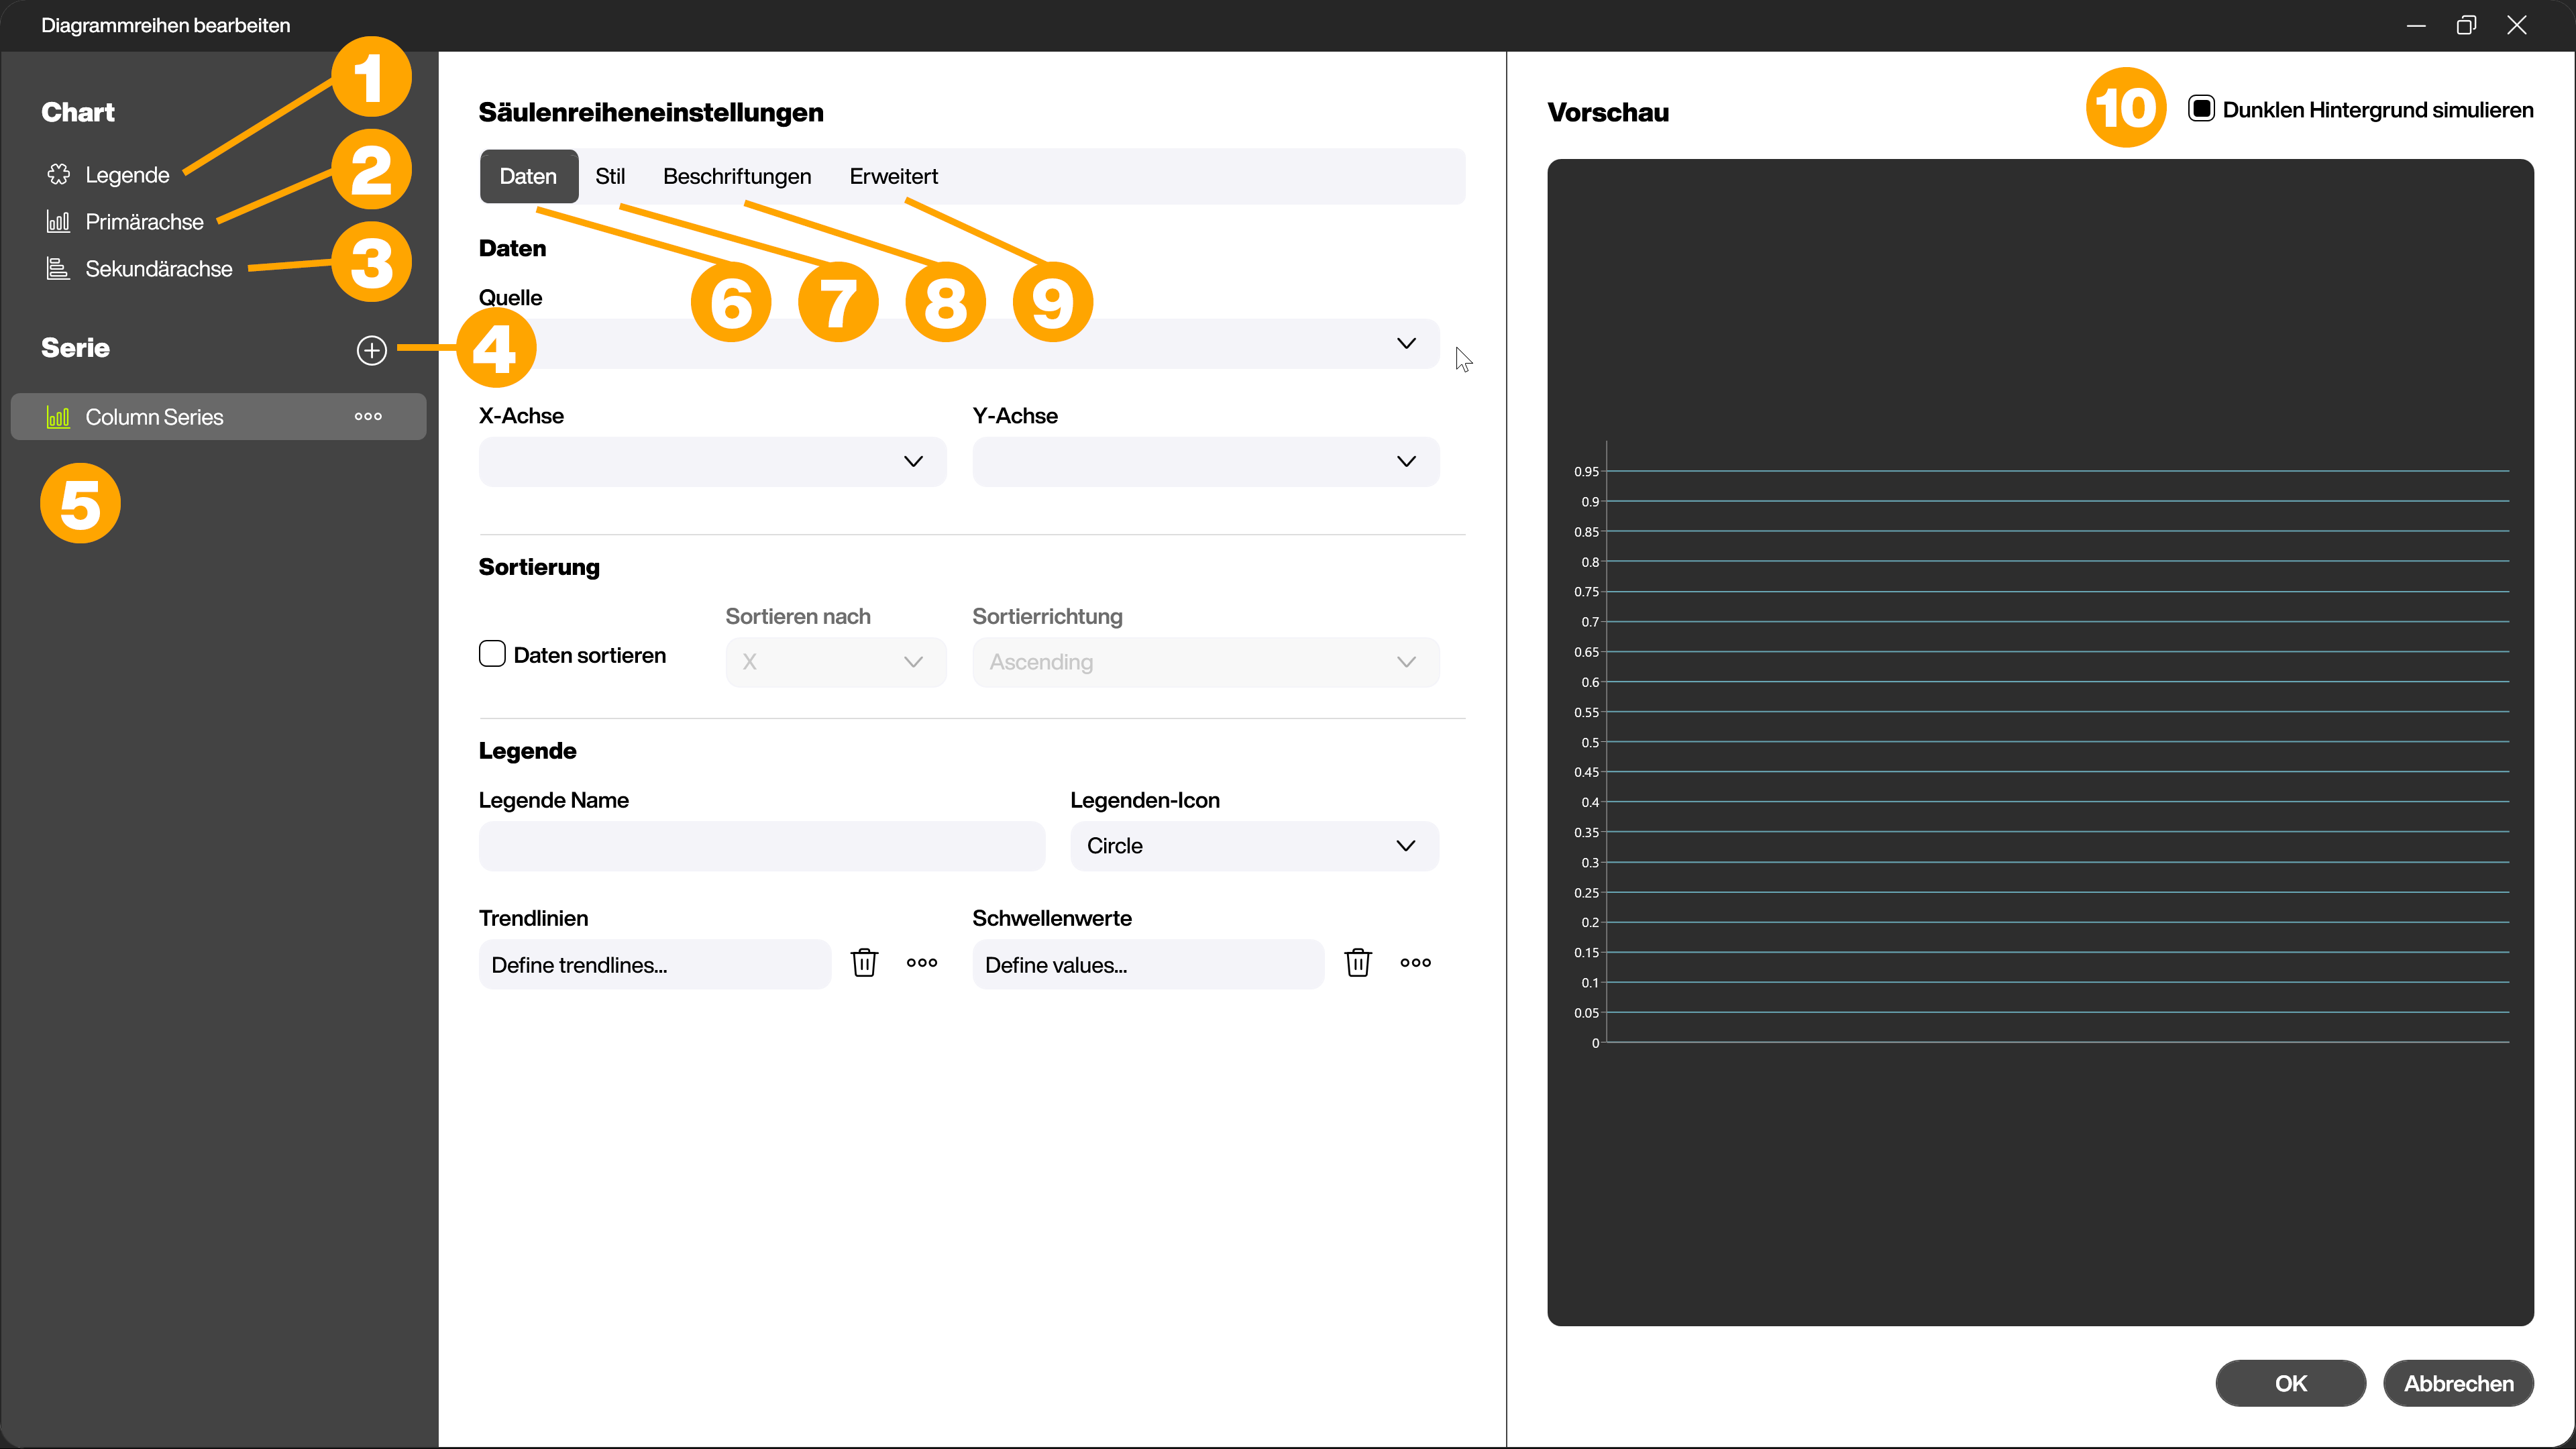 Diagrammreihen bearbeiten
Chart
1
Legende
2
Primärachse
3
Sekundärachse
Serie
4
Column Series
5
Säulenreiheneinstellungen
Daten Stil Beschriftungen Erweitert
6 7 8 9
Daten
Quelle
X-Achse Y-Achse
Sortierung
Sortieren nach Sortierrichtung
Daten sortieren X Ascending
Legende
Legende Name Legenden-Icon
Circle
Trendlinien Schwellenwerte
Define trendlines... Define values...
Vorschau
10 Dunklen Hintergrund simulieren
0.95
0.9
0.85
0.8
0.75
0.7
0.65
0.6
0.55
0.5
0.45
0.4
0.35
0.3
0.25
0.2
0.15
0.1
0.05
0
OK Abbrechen